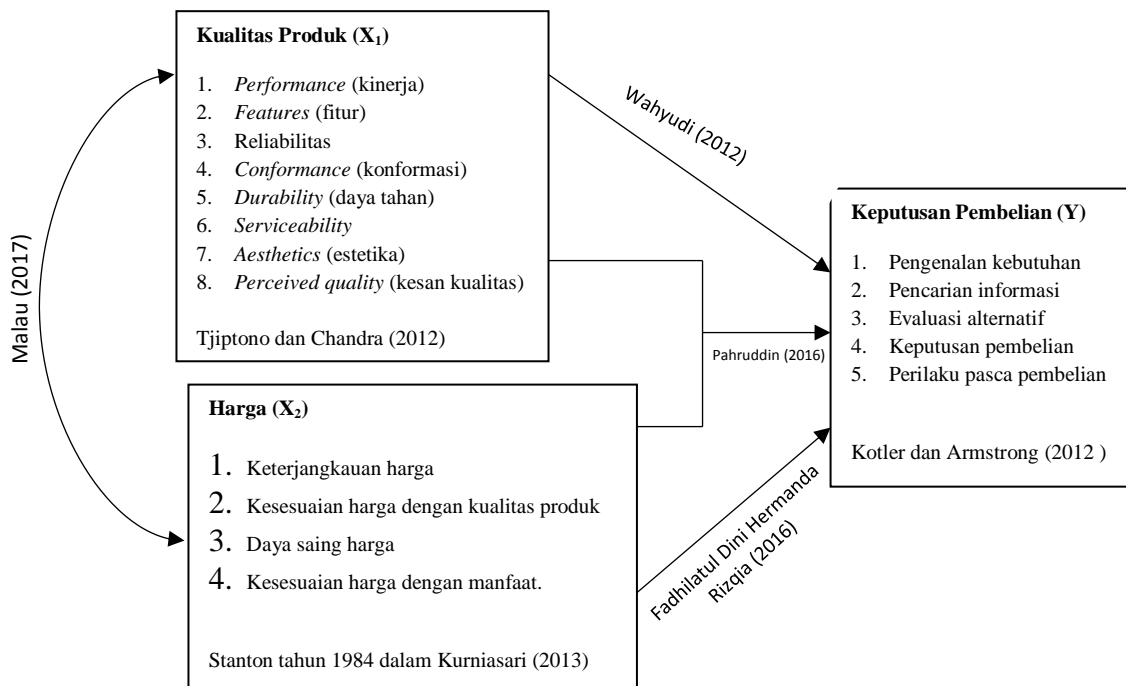 Kualitas Produk (X₁)
1. Performance (kinerja)
2. Features (fitur)
3. Reliabilitas
4. Conformance (konformasi)
5. Durability (daya tahan)
6. Serviceability
7. Aesthetics (estetika)
8. Perceived quality (kesan kualitas)
Tjiptono dan Chandra (2012)
Malau (2017)
Harga (X₂)
1. Keterjangkauan harga
2. Kesesuaian harga dengan kualitas produk
3. Daya saing harga
4. Kesesuaian harga dengan manfaat.
Stanton tahun 1984 dalam Kurniasari (2013)
Wahyudi (2012)
Pahruddin (2016)
Fadhilatul Dini Hermanda
Rizqia (2016)
Keputusan Pembelian (Y)
1. Pengenalan kebutuhan
2. Pencarian informasi
3. Evaluasi alternatif
4. Keputusan pembelian
5. Perilaku pasca pembelian
Kotler dan Armstrong (2012 )